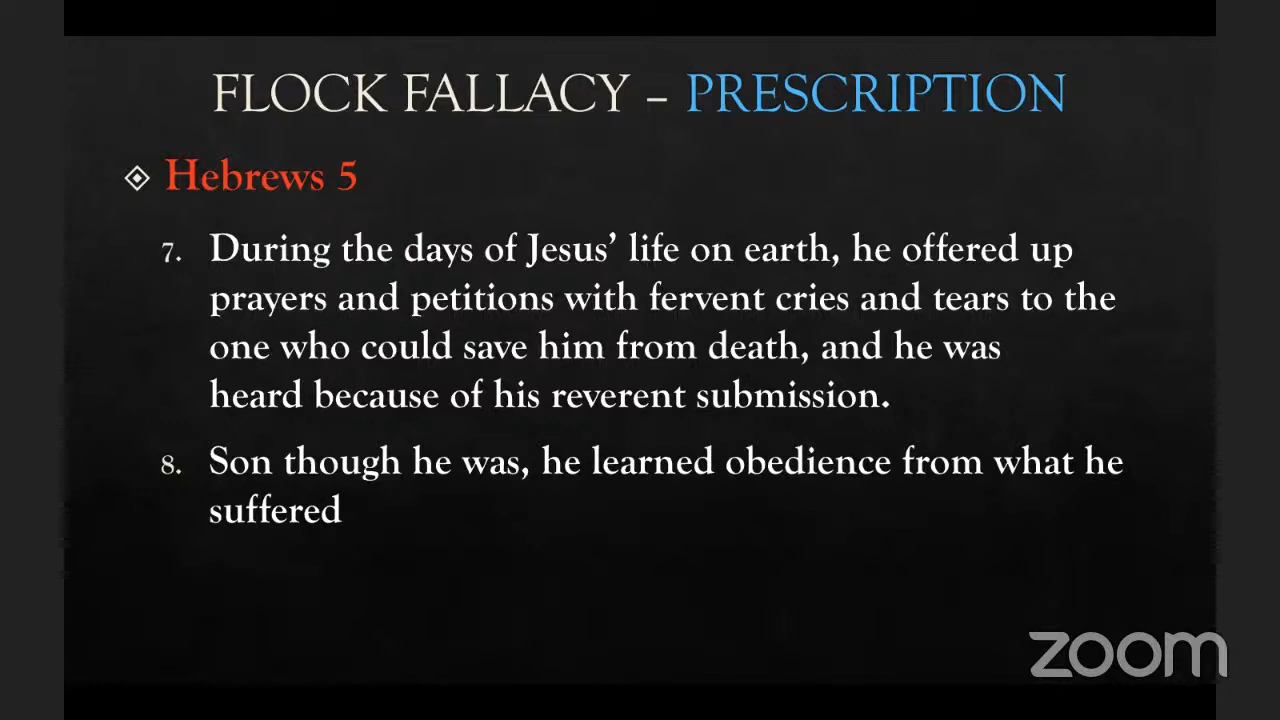 FLOCK FALLACY – PRESCRIPTION
Hebrews 5
7. During the days of Jesus’ life on earth, he offered up
prayers and petitions with fervent cries and tears to the
one who could save him from death, and he was
heard because of his reverent submission.
8. Son though he was, he learned obedience from what he
suffered
zoom